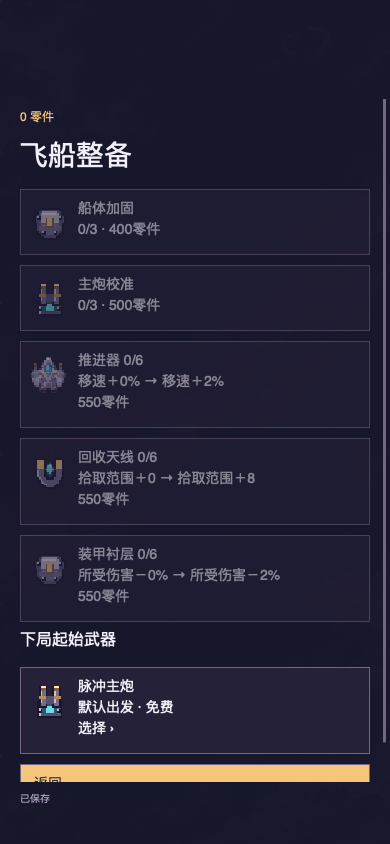 0 零件
飞船整备
船体加固
0/3 · 400零件
主炮校准
0/3 · 500零件
推进器 0/6
移速＋0% → 移速＋2%
550零件
回收天线 0/6
拾取范围＋0 → 拾取范围＋8
550零件
装甲衬层 0/6
所受伤害－0% → 所受伤害－2%
550零件
下局起始武器
脉冲主炮
默认出发 · 免费
选择 ›
返回
已保存